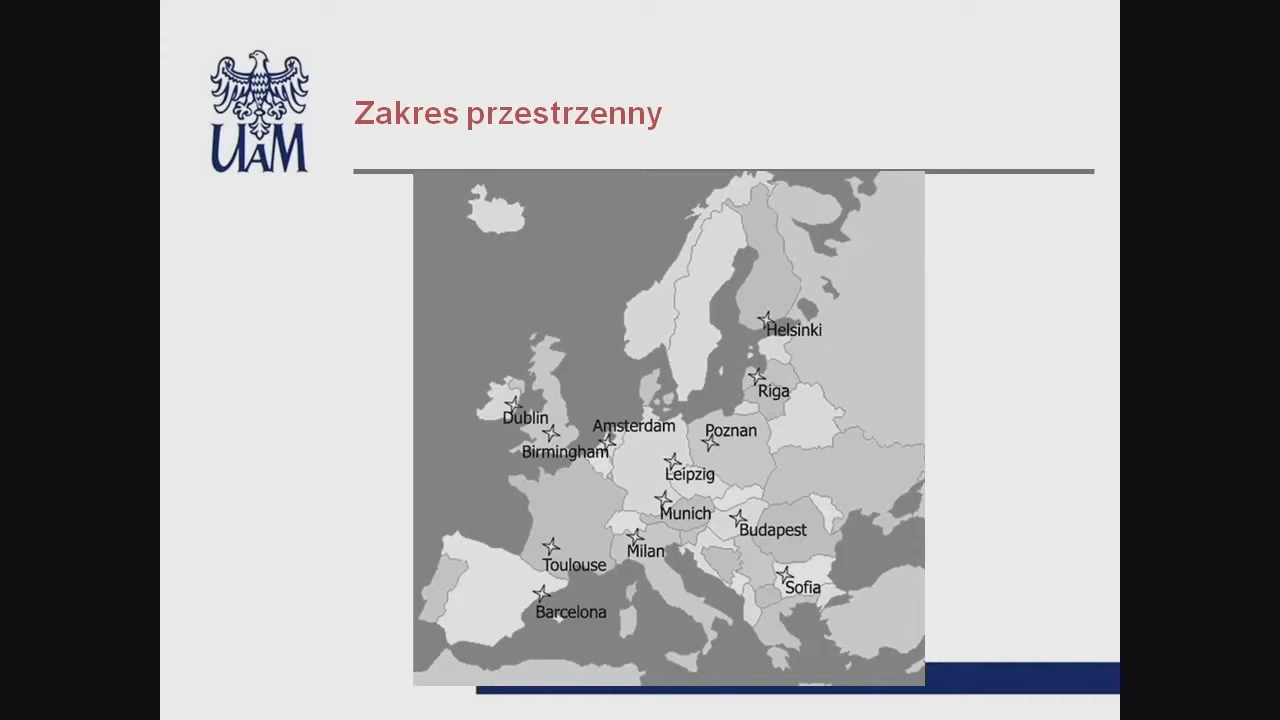 UAM
Zakres przestrzenny
Helsinki
Riga
Dublin
Amsterdam
Poznan
Birmingham
Leipzig
Munich
Budapest
Milan
Toulouse
Sofia
Barcelona